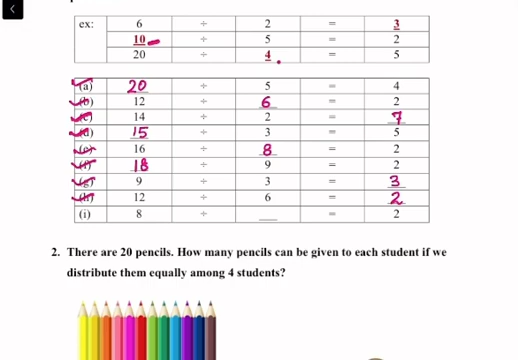 ex: 6 ÷ 2 = 3
10 ÷ 5 = 2
20 ÷ 4 = 5
(a) 20 ÷ 5 = 4
(b) 12 ÷ 6 = 2
(c) 14 ÷ 2 = 7
(d) 15 ÷ 3 = 5
(e) 16 ÷ 8 = 2
(f) 18 ÷ 9 = 2
(g) 9 ÷ 3 = 3
(h) 12 ÷ 6 = 2
(i) 8 ÷ __ = 2
2. There are 20 pencils. How many pencils can be given to each student if we
distribute them equally among 4 students?